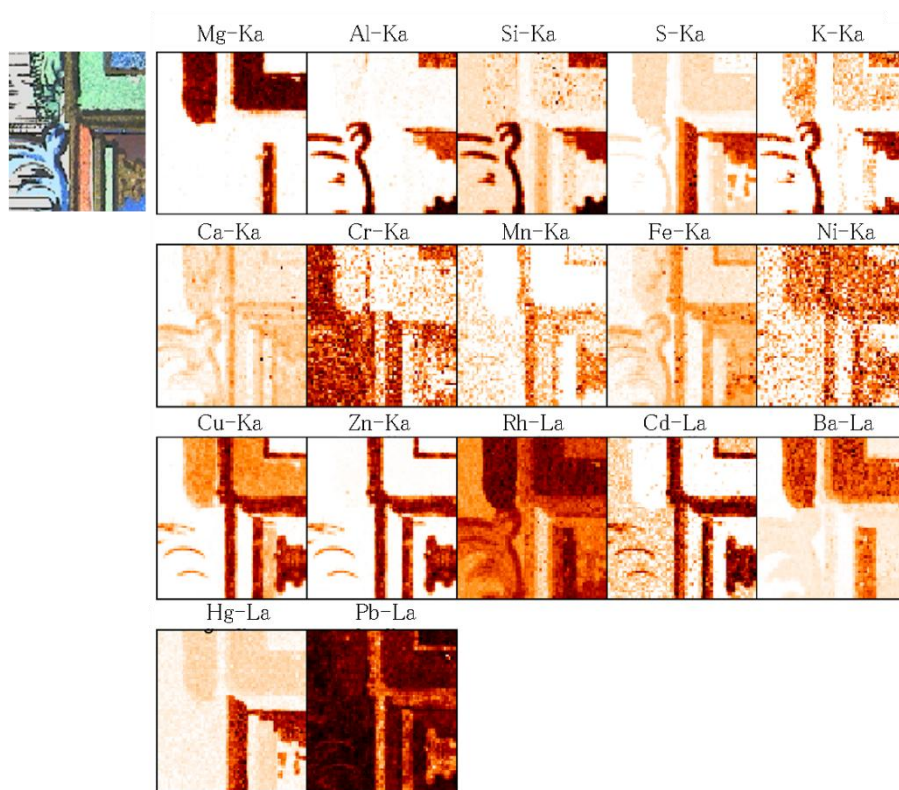 Mg-Ka Al-Ka Si-Ka S-Ka K-Ka
Ca-Ka Cr-Ka Mn-Ka Fe-Ka Ni-Ka
Cu-Ka Zn-Ka Rh-La Cd-La Ba-La
Hg-La Pb-La